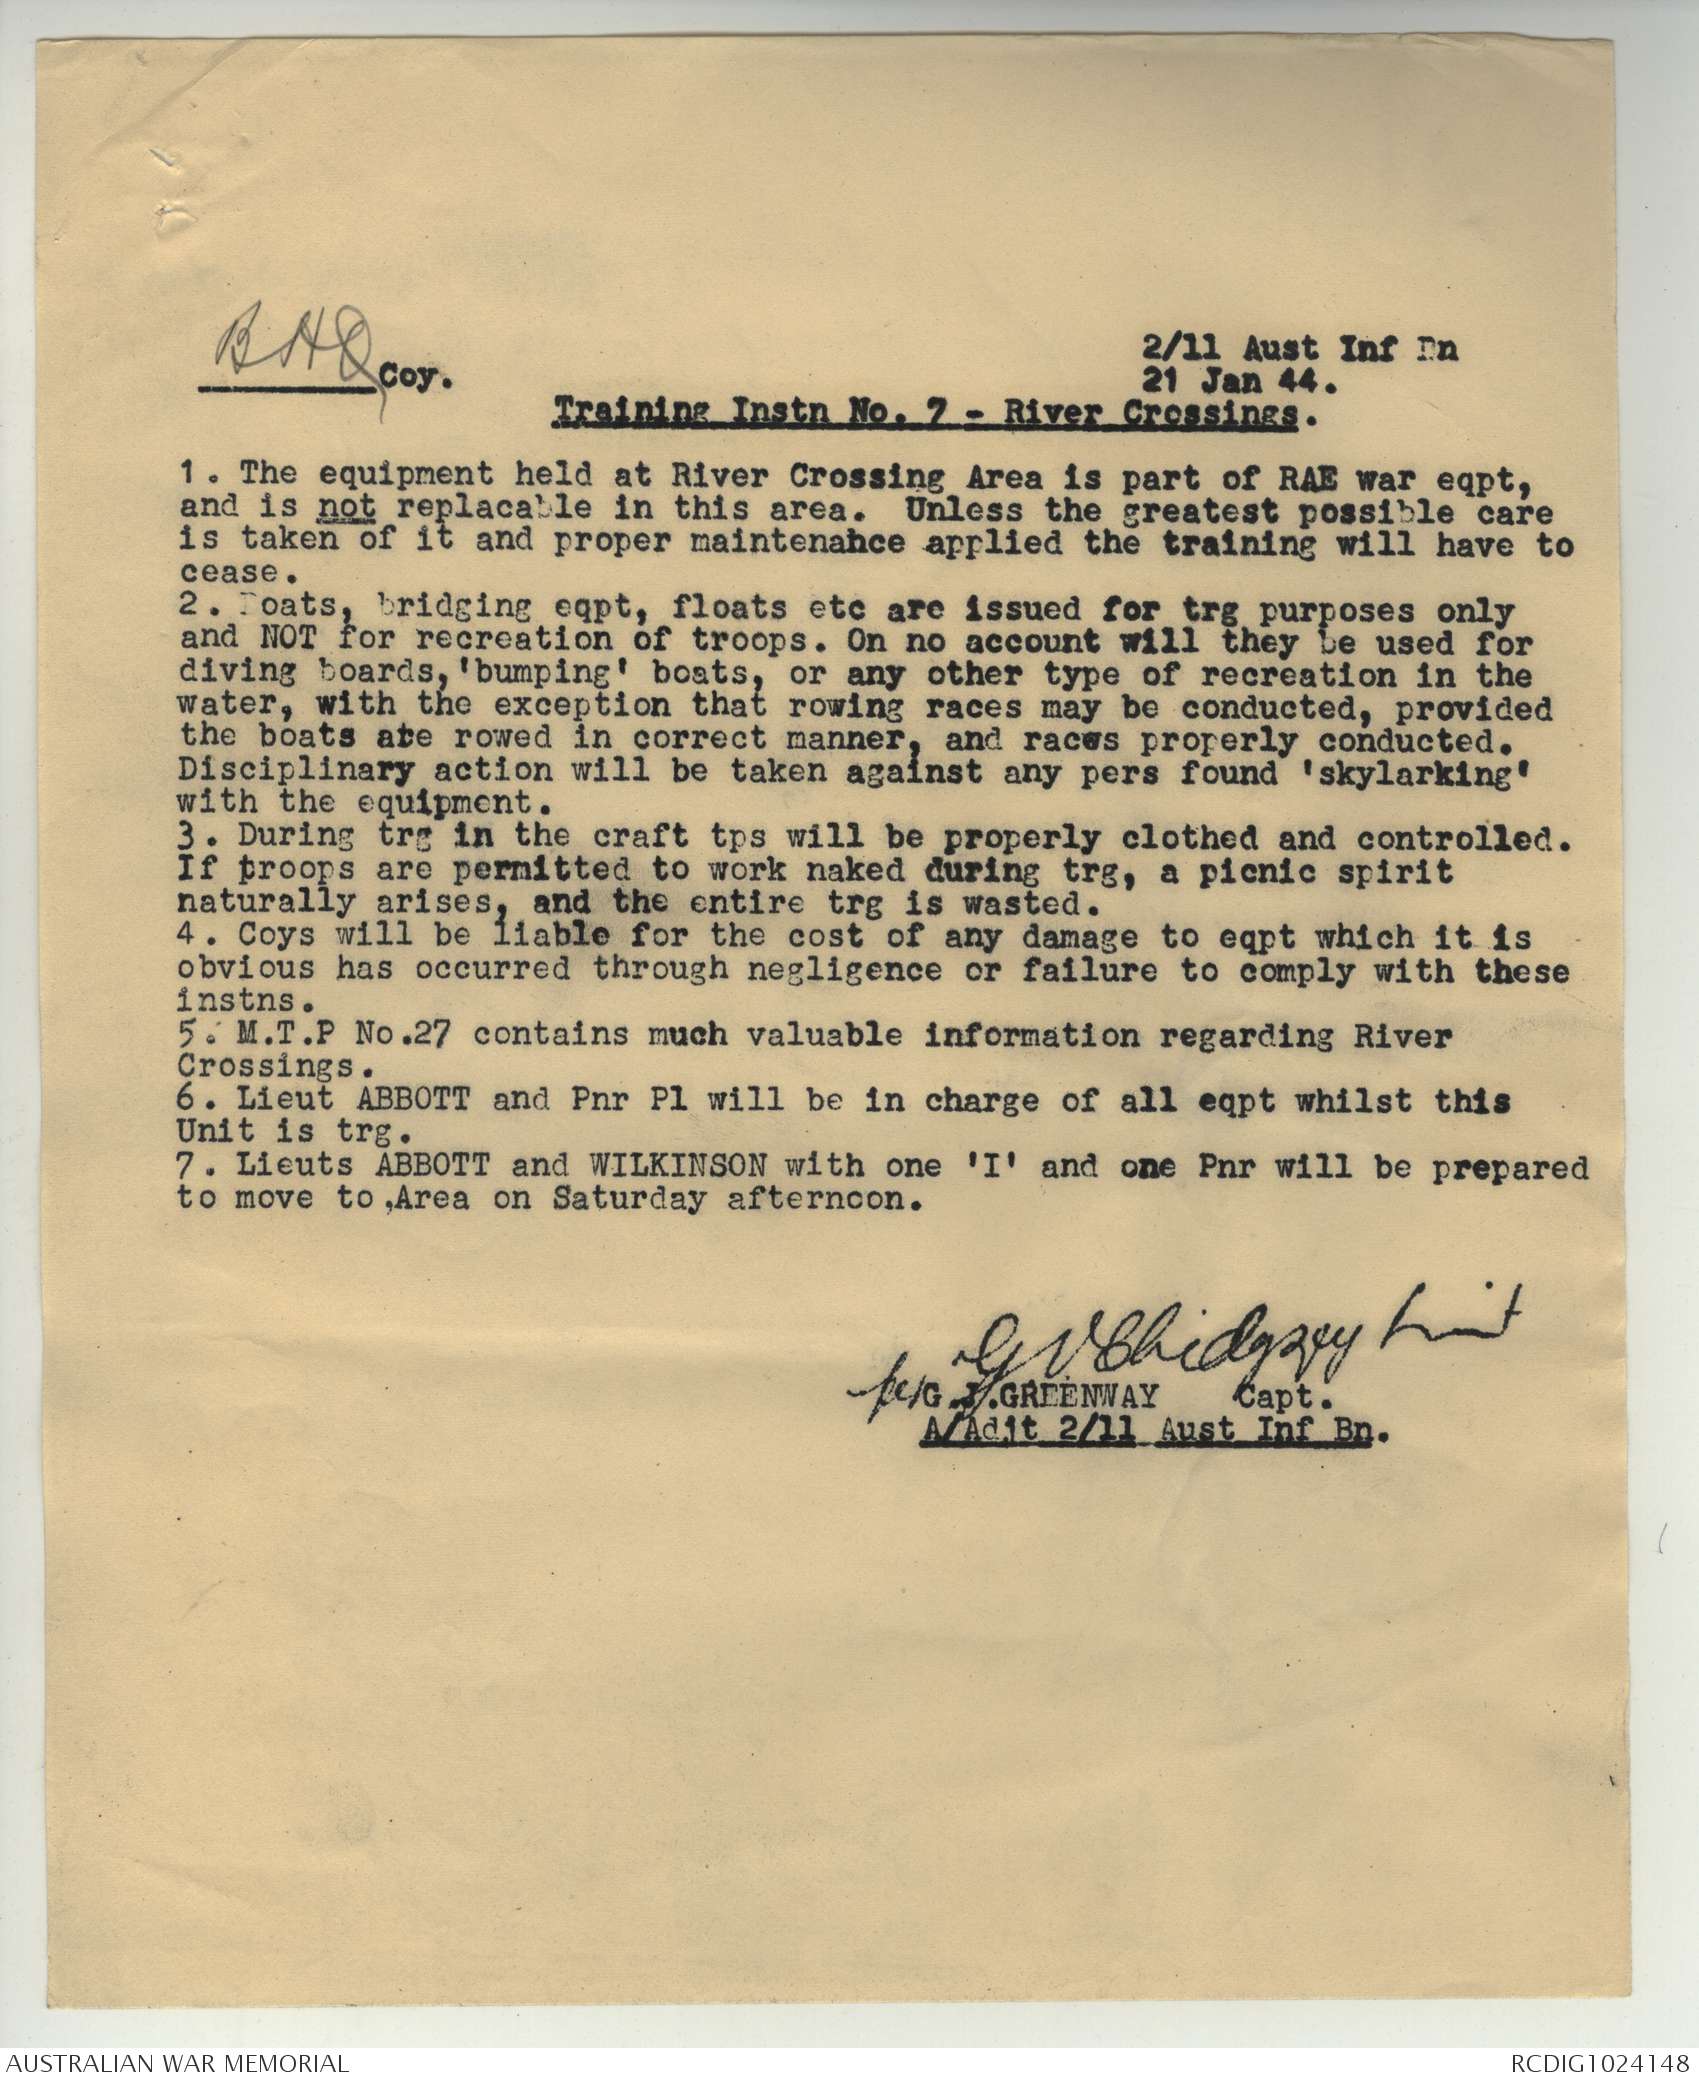 BHQ Coy.
2/11 Aust Inf Bn
21 Jan 44.
Training Instn No. 7 - River Crossings.
1. The equipment held at River Crossing Area is part of RAE war eqpt,
and is not replacable in this area. Unless the greatest possible care
is taken of it and proper maintenahce applied the training will have to
cease.
2. Boats, bridging eqpt, floats etc are issued for trg purposes only
and NOT for recreation of troops. On no account will they be used for
diving boards,'bumping' boats, or any other type of recreation in the
water, with the exception that rowing races may be conducted, provided
the boats are rowed in correct manner, and races properly conducted.
Disciplinary action will be taken against any pers found 'skylarking'
with the equipment.
3. During trg in the craft tps will be properly clothed and controlled.
If troops are permitted to work naked during trg, a picnic spirit
naturally arises, and the entire trg is wasted.
4. Coys will be liable for the cost of any damage to eqpt which it is
obvious has occurred through negligence or failure to comply with these
instns.
5. M.T.P No.27 contains much valuable information regarding River
Crossings.
6. Lieut ABBOTT and Pnr Pl will be in charge of all eqpt whilst this
Unit is trg.
7. Lieuts ABBOTT and WILKINSON with one 'I' and one Pnr will be prepared
to move to ,Area on Saturday afternoon.
G V Chidgzey Lieut
per G.J.GREENWAY Capt.
A/Adjt 2/11 Aust Inf Bn.
AUSTRALIAN WAR MEMORIAL
RCDIG1024148